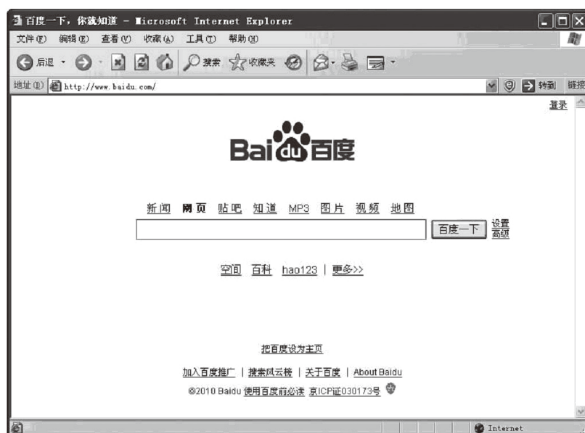 百度一下，你就知道 - Microsoft Internet Explorer
文件(F) 编辑(E) 查看(V) 收藏(A) 工具(T) 帮助(H)
后退 搜索 收藏夹
地址(D) http://www.baidu.com/ 转到 链接
登录
Bai du 百度
新闻 网页 贴吧 知道 MP3 图片 视频 地图
百度一下 设置
高级
空间 百科 hao123 | 更多>>
把百度设为主页
加入百度推广 | 搜索风云榜 | 关于百度 | About Baidu
©2010 Baidu 使用百度前必读 京ICP证030173号
Internet